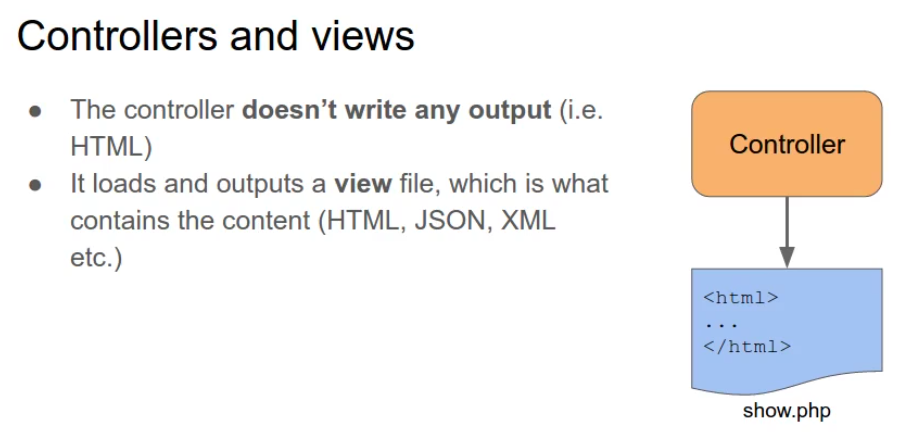 Controllers and views
● The controller doesn’t write any output (i.e.
HTML)
● It loads and outputs a view file, which is what
contains the content (HTML, JSON, XML
etc.)
Controller
<html>
...
</html>
show.php